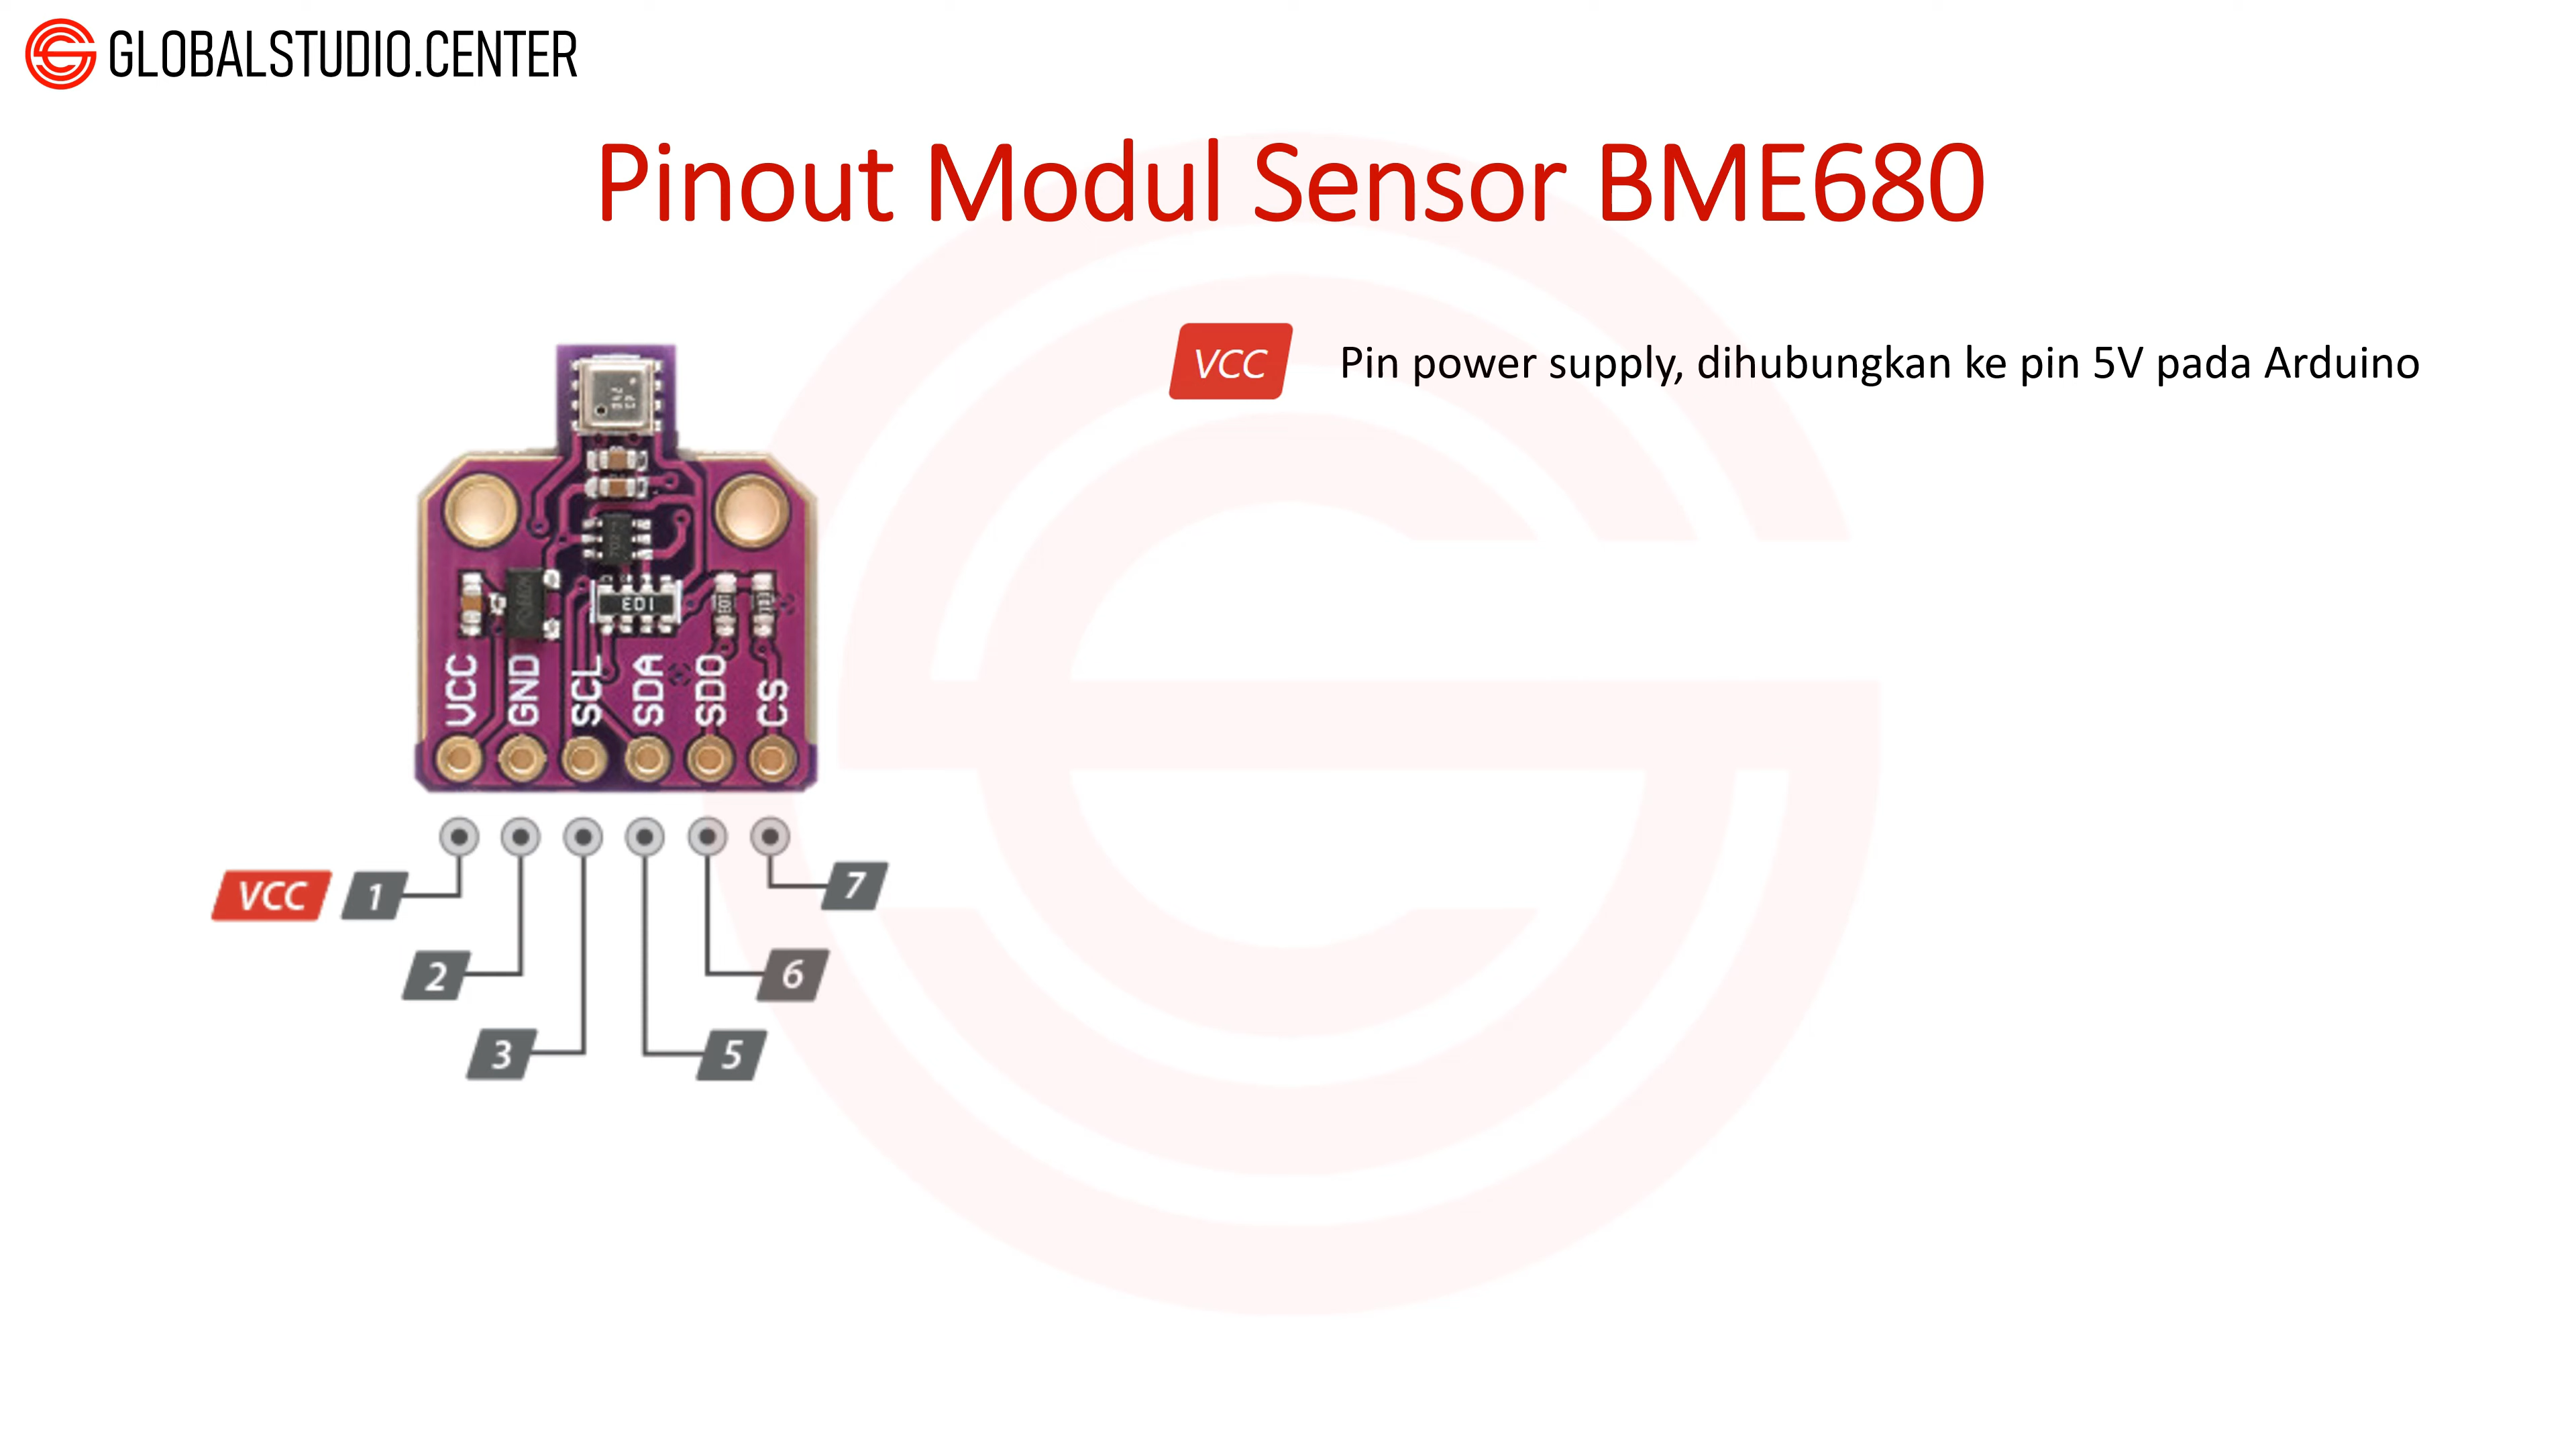 GLOBALSTUDIO.CENTER
Pinout Modul Sensor BME680
VCC Pin power supply, dihubungkan ke pin 5V pada Arduino
ED1
VCC GND SCL SDA SDO CS
VCC 1
7
2
6
3
5